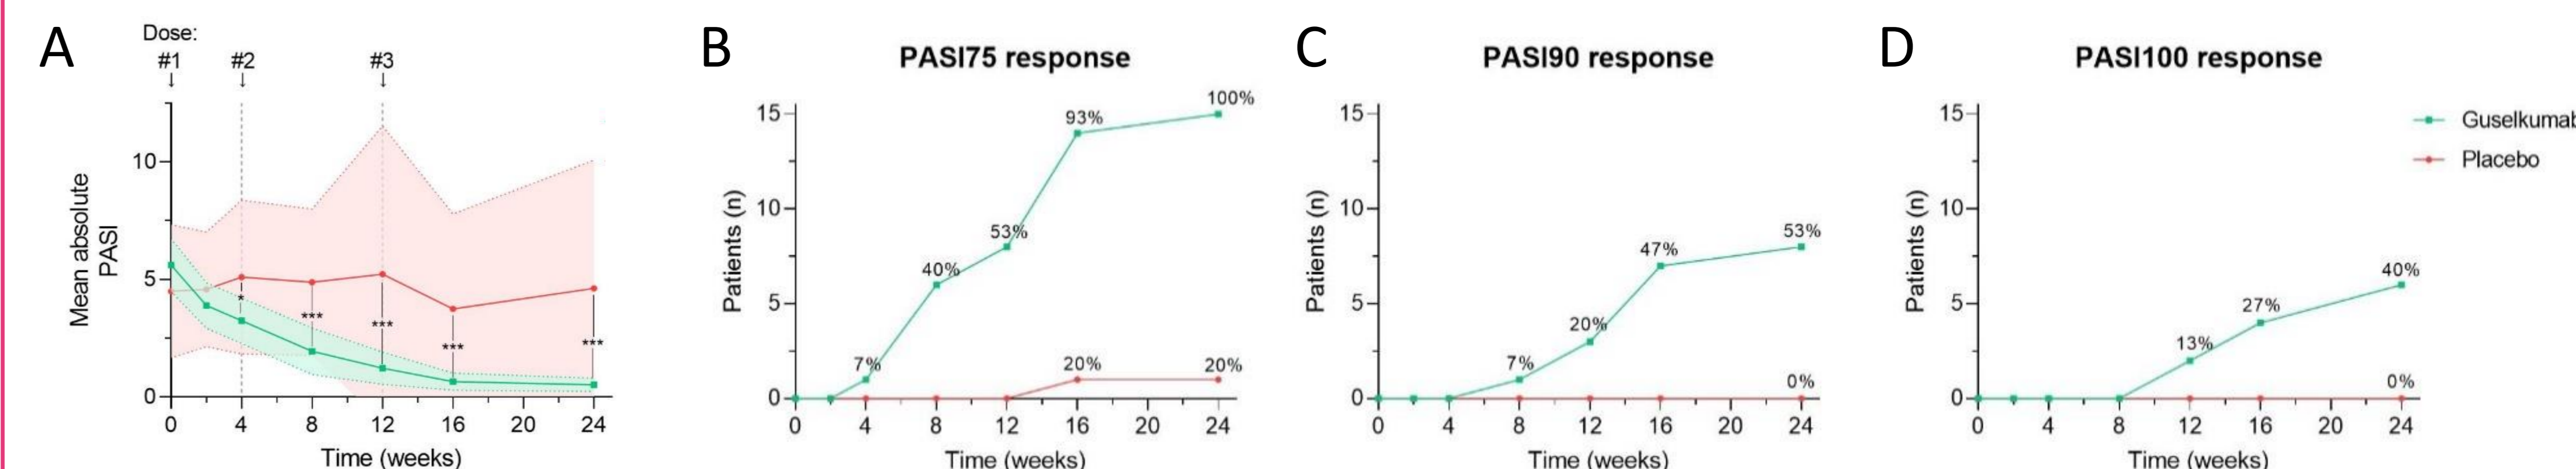 A
Dose:
#1 #2 #3
↓ ↓ ↓
Mean absolute
PASI
10
5
0
* *** *** *** ***
0 4 8 12 16 20 24
Time (weeks)
B
PASI75 response
Patients (n)
15
10
5
0
7% 40% 53% 93% 100%
20% 20%
0 4 8 12 16 20 24
Time (weeks)
C
PASI90 response
Patients (n)
15
10
5
0
7% 20% 47% 53%
0%
0 4 8 12 16 20 24
Time (weeks)
D
PASI100 response
Patients (n)
15
10
5
0
13% 27% 40%
0%
0 4 8 12 16 20 24
Time (weeks)
Guselkumab
Placebo